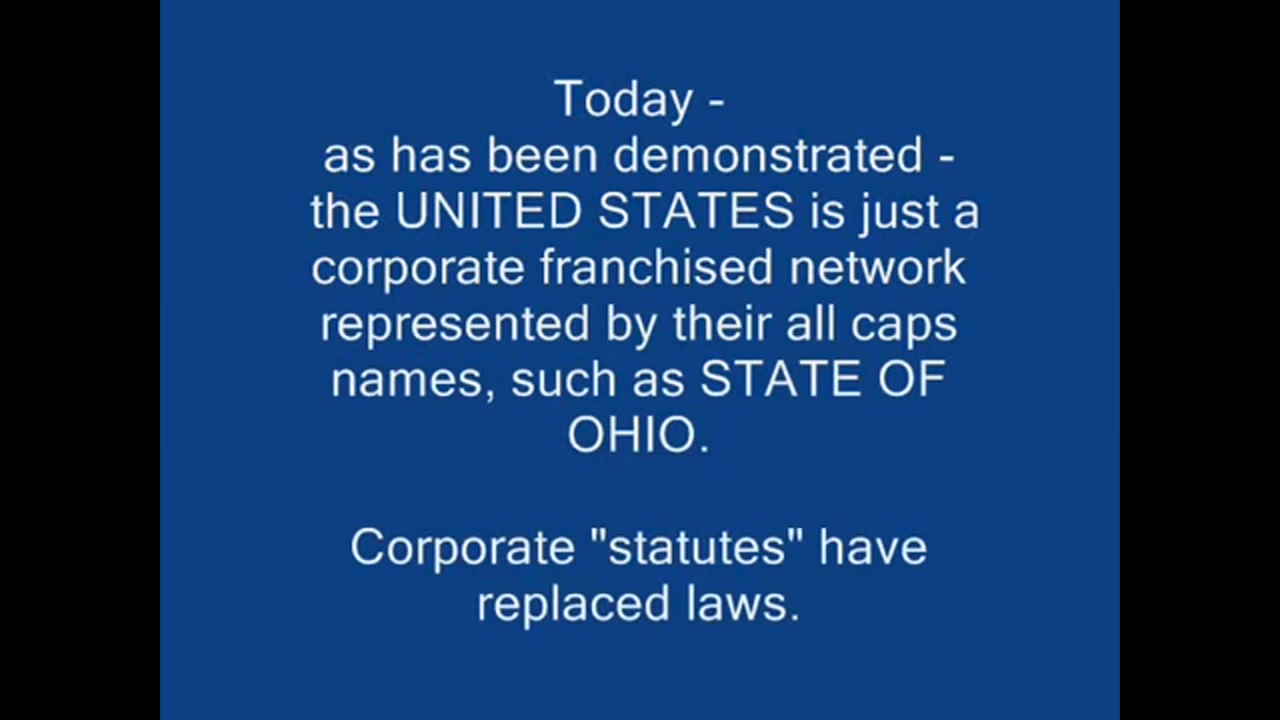 Today -
as has been demonstrated -
the UNITED STATES is just a
corporate franchised network
represented by their all caps
names, such as STATE OF
OHIO.
Corporate "statutes" have
replaced laws.